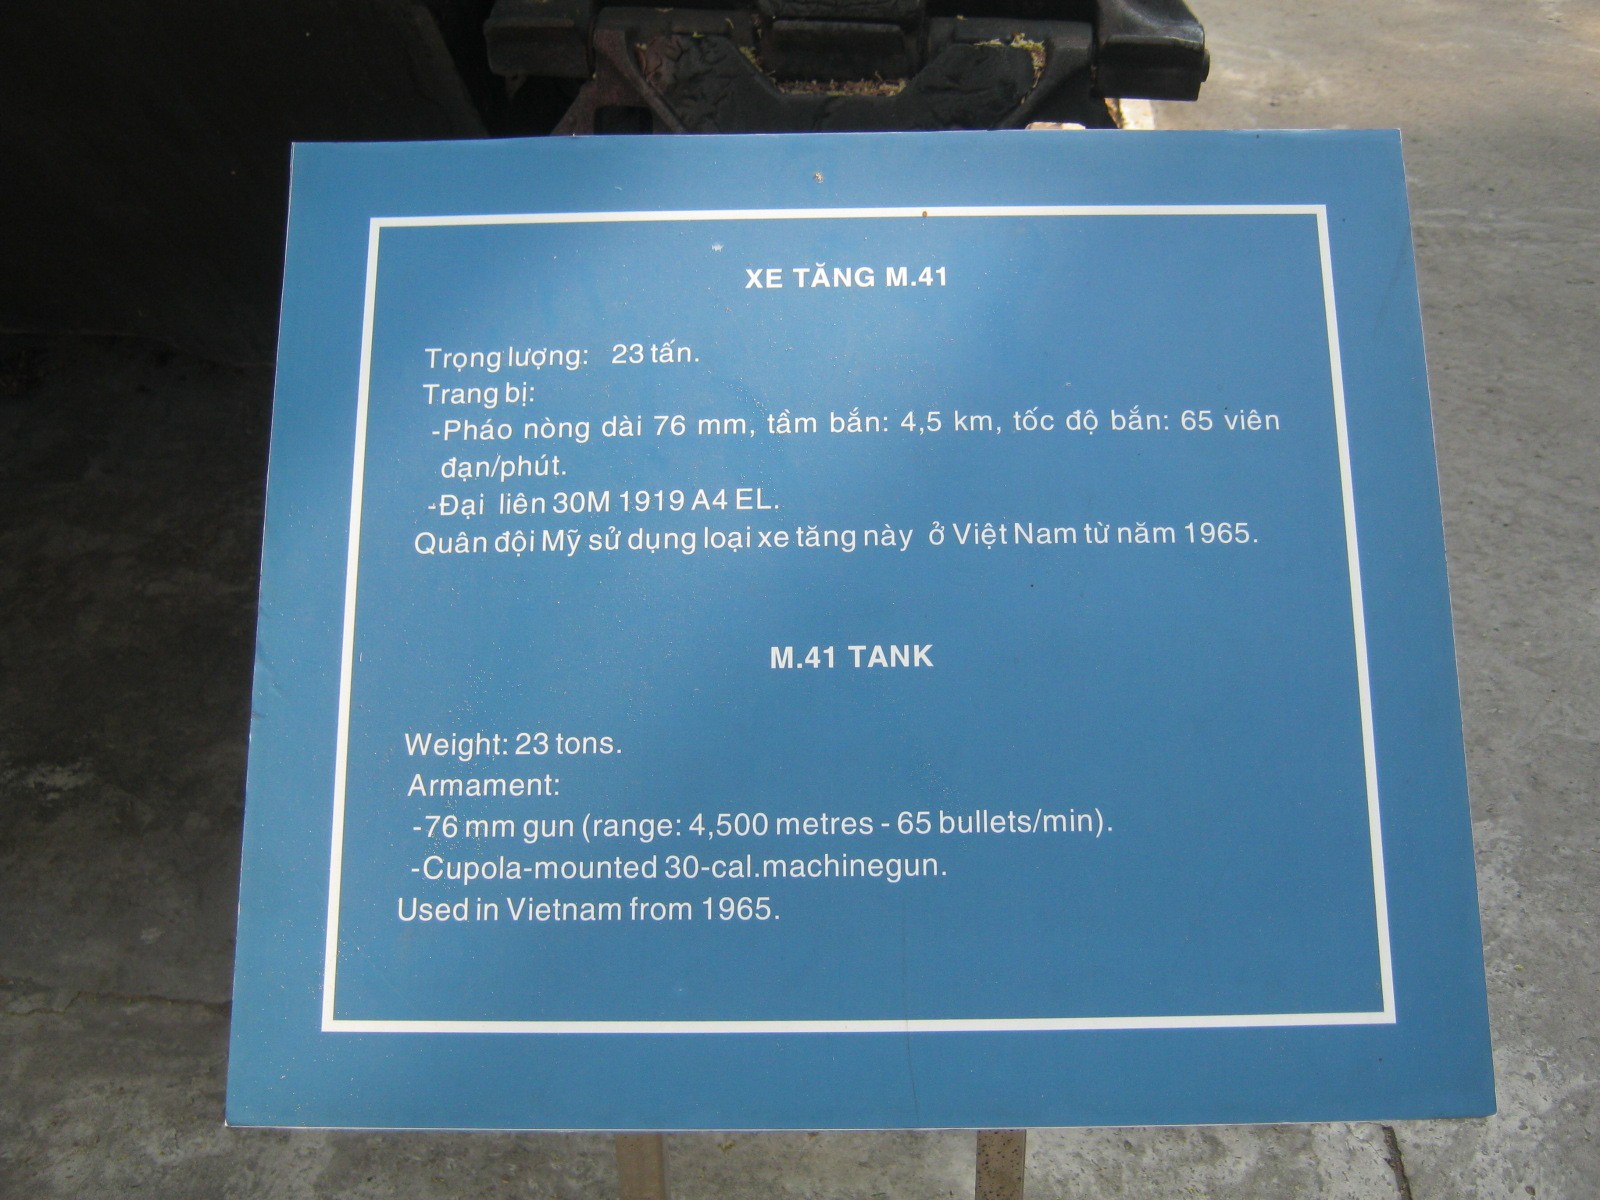 XE TĂNG M.41
Trọng lượng: 23 tấn.
Trang bị:
-Pháo nòng dài 76 mm, tầm bắn: 4,5 km, tốc độ bắn: 65 viên
đạn/phút.
-Đại liên 30M 1919 A4 EL.
Quân đội Mỹ sử dụng loại xe tăng này ở Việt Nam từ năm 1965.
M.41 TANK
Weight: 23 tons.
Armament:
-76 mm gun (range: 4,500 metres - 65 bullets/min).
-Cupola-mounted 30-cal.machinegun.
Used in Vietnam from 1965.